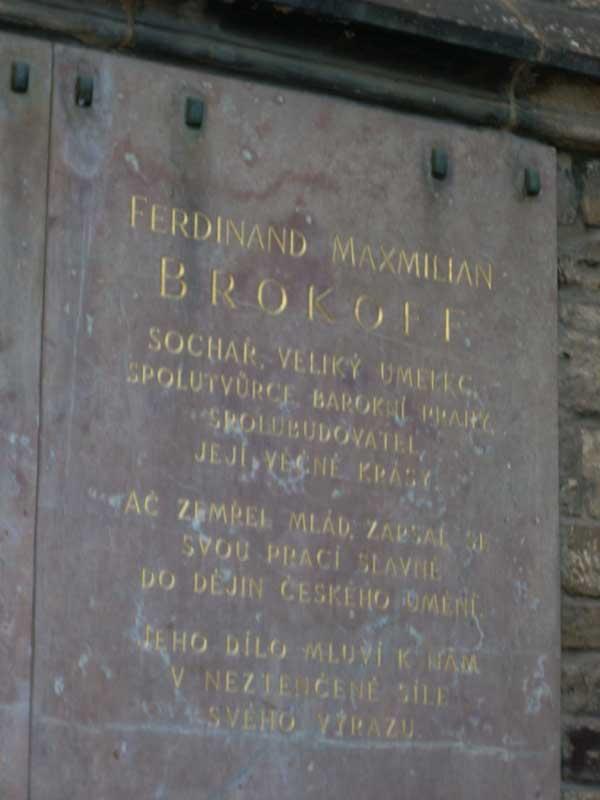 FERDINAND MAXMILIAN
BROKOFF
SOCHAŘ, VELIKÝ UMĚLEC,
SPOLUTVŮRCE BAROKNÍ PRAHY,
SPOLUBUDOVATEL
JEJÍ VĚČNÉ KRÁSY.
AČ ZEMŘEL MLÁD, ZAPSAL SE
SVOU PRACÍ SLAVNĚ
DO DĚJIN ČESKÉHO UMĚNÍ.
JEHO DÍLO MLUVÍ K NÁM
V NEZTENČENÉ SÍLE
SVÉHO VÝRAZU.